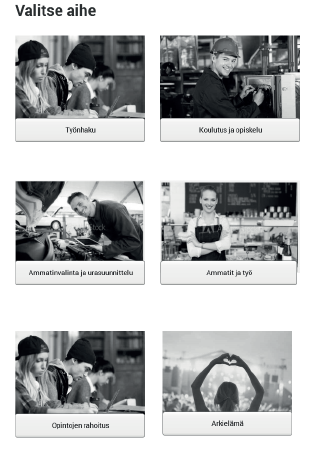 Valitse aihe
Työnhaku
Koulutus ja opiskelu
Ammatinvalinta ja urasuunnittelu
Ammatit ja työ
Opintojen rahoitus
Arkielämä